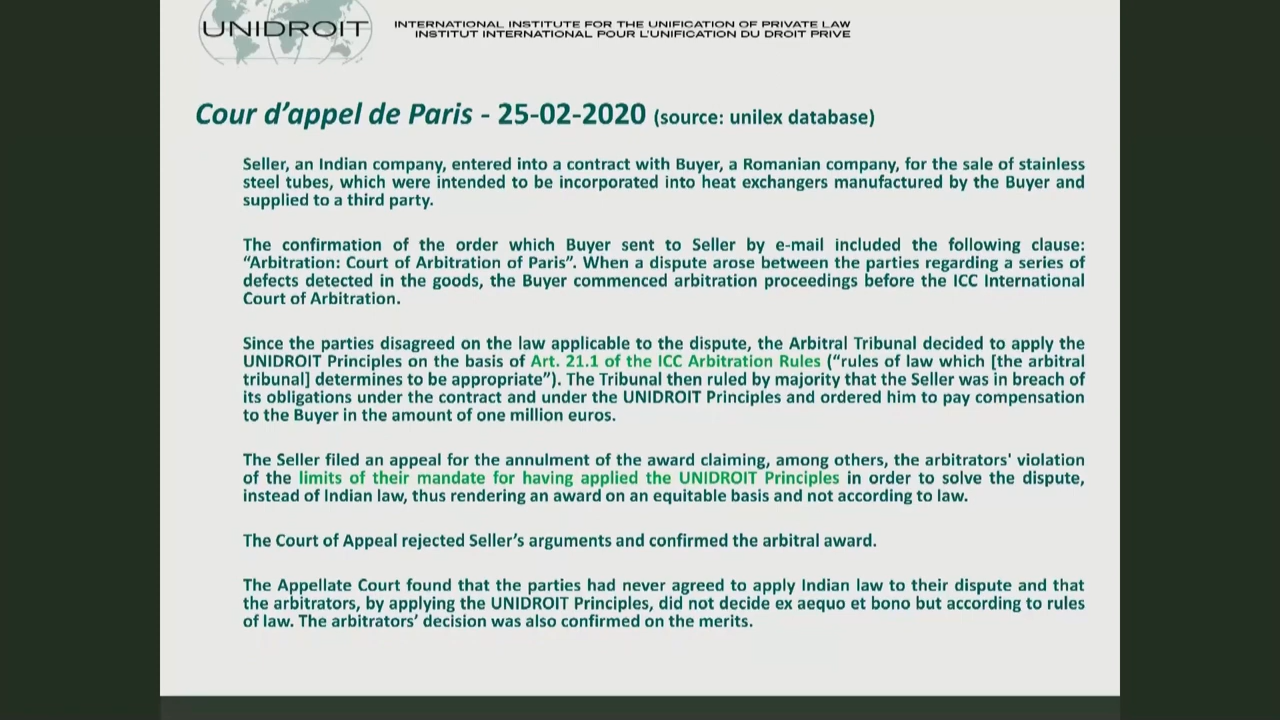 UNIDROIT
INTERNATIONAL INSTITUTE FOR THE UNIFICATION OF PRIVATE LAW
INSTITUT INTERNATIONAL POUR L'UNIFICATION DU DROIT PRIVE
Cour d’appel de Paris - 25-02-2020 (source: unilex database)
Seller, an Indian company, entered into a contract with Buyer, a Romanian company, for the sale of stainless
steel tubes, which were intended to be incorporated into heat exchangers manufactured by the Buyer and
supplied to a third party.
The confirmation of the order which Buyer sent to Seller by e-mail included the following clause:
“Arbitration: Court of Arbitration of Paris”. When a dispute arose between the parties regarding a series of
defects detected in the goods, the Buyer commenced arbitration proceedings before the ICC International
Court of Arbitration.
Since the parties disagreed on the law applicable to the dispute, the Arbitral Tribunal decided to apply the
UNIDROIT Principles on the basis of Art. 21.1 of the ICC Arbitration Rules (“rules of law which [the arbitral
tribunal] determines to be appropriate”). The Tribunal then ruled by majority that the Seller was in breach of
its obligations under the contract and under the UNIDROIT Principles and ordered him to pay compensation
to the Buyer in the amount of one million euros.
The Seller filed an appeal for the annulment of the award claiming, among others, the arbitrators' violation
of the limits of their mandate for having applied the UNIDROIT Principles in order to solve the dispute,
instead of Indian law, thus rendering an award on an equitable basis and not according to law.
The Court of Appeal rejected Seller’s arguments and confirmed the arbitral award.
The Appellate Court found that the parties had never agreed to apply Indian law to their dispute and that
the arbitrators, by applying the UNIDROIT Principles, did not decide ex aequo et bono but according to rules
of law. The arbitrators’ decision was also confirmed on the merits.